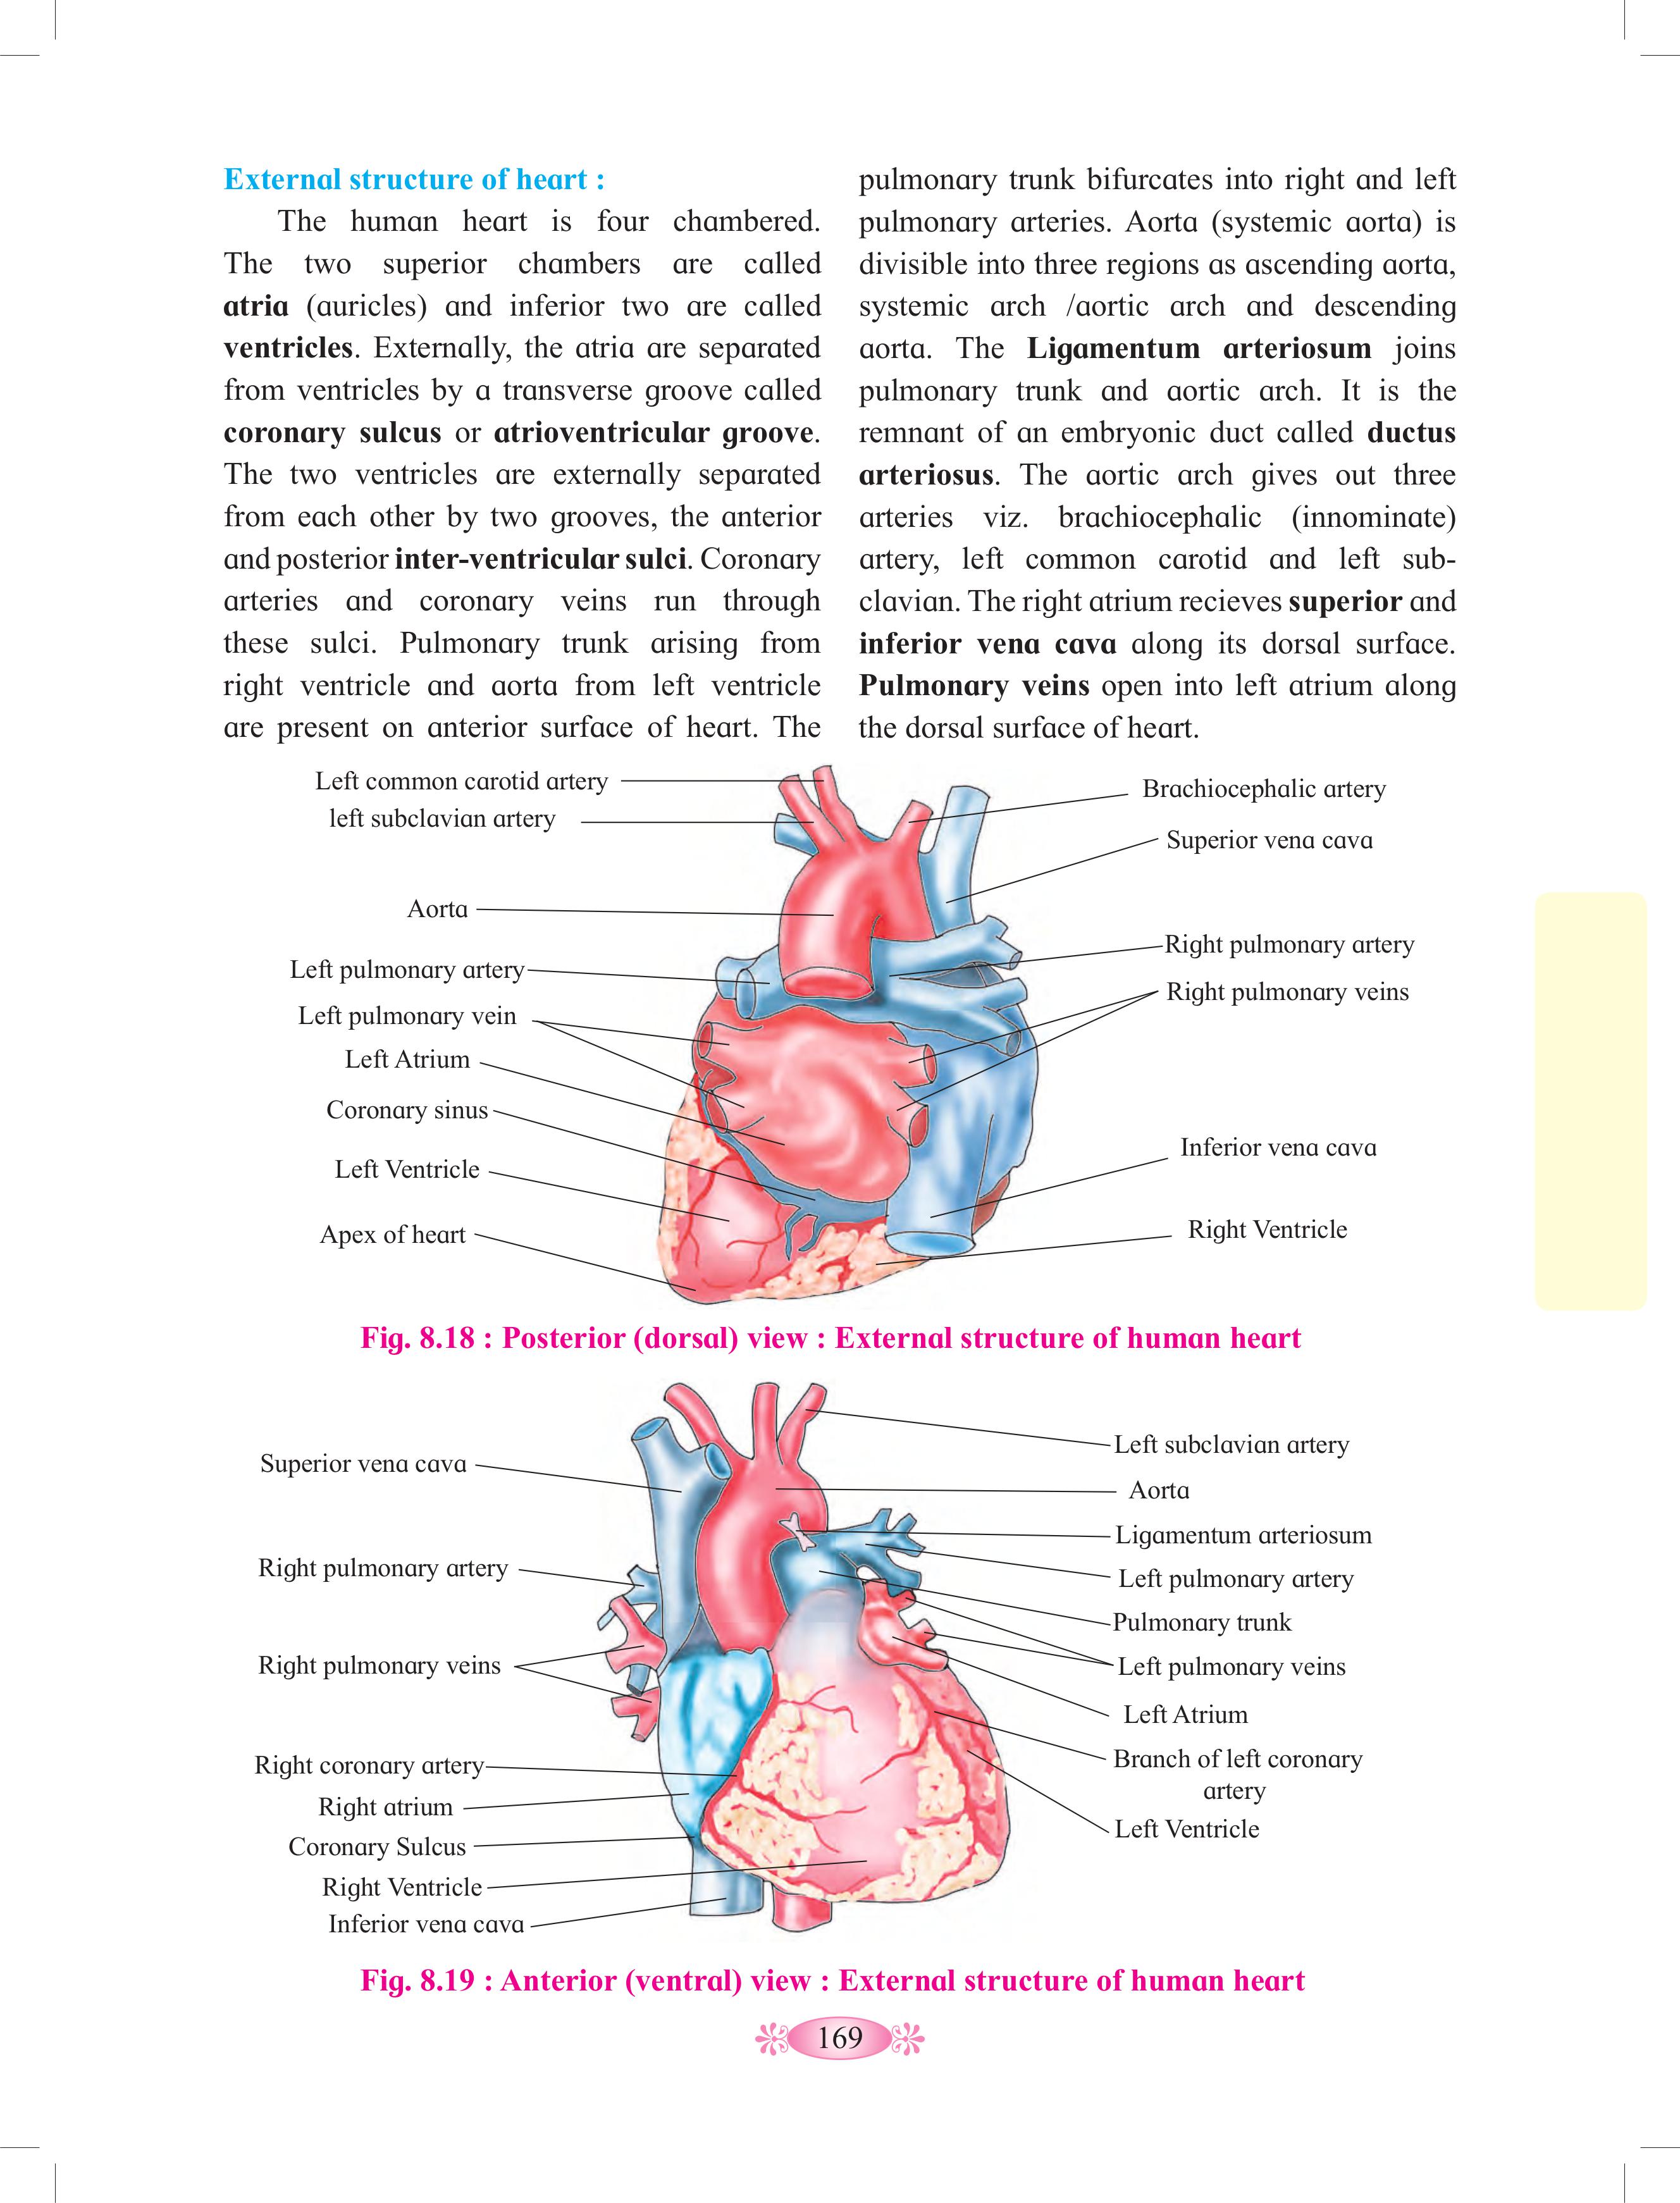 External structure of heart :
The human heart is four chambered.
The two superior chambers are called
atria (auricles) and inferior two are called
ventricles. Externally, the atria are separated
from ventricles by a transverse groove called
coronary sulcus or atrioventricular groove.
The two ventricles are externally separated
from each other by two grooves, the anterior
and posterior inter-ventricular sulci. Coronary
arteries and coronary veins run through
these sulci. Pulmonary trunk arising from
right ventricle and aorta from left ventricle
are present on anterior surface of heart. The
pulmonary trunk bifurcates into right and left
pulmonary arteries. Aorta (systemic aorta) is
divisible into three regions as ascending aorta,
systemic arch /aortic arch and descending
aorta. The Ligamentum arteriosum joins
pulmonary trunk and aortic arch. It is the
remnant of an embryonic duct called ductus
arteriosus. The aortic arch gives out three
arteries viz. brachiocephalic (innominate)
artery, left common carotid and left sub-
clavian. The right atrium recieves superior and
inferior vena cava along its dorsal surface.
Pulmonary veins open into left atrium along
the dorsal surface of heart.
Left common carotid artery
left subclavian artery
Aorta
Left pulmonary artery
Left pulmonary vein
Left Atrium
Coronary sinus
Left Ventricle
Apex of heart
Brachiocephalic artery
Superior vena cava
Right pulmonary artery
Right pulmonary veins
Inferior vena cava
Right Ventricle
Fig. 8.18 : Posterior (dorsal) view : External structure of human heart
Superior vena cava
Right pulmonary artery
Right pulmonary veins
Right coronary artery
Right atrium
Coronary Sulcus
Right Ventricle
Inferior vena cava
Left subclavian artery
Aorta
Ligamentum arteriosum
Left pulmonary artery
Pulmonary trunk
Left pulmonary veins
Left Atrium
Branch of left coronary
artery
Left Ventricle
Fig. 8.19 : Anterior (ventral) view : External structure of human heart
169